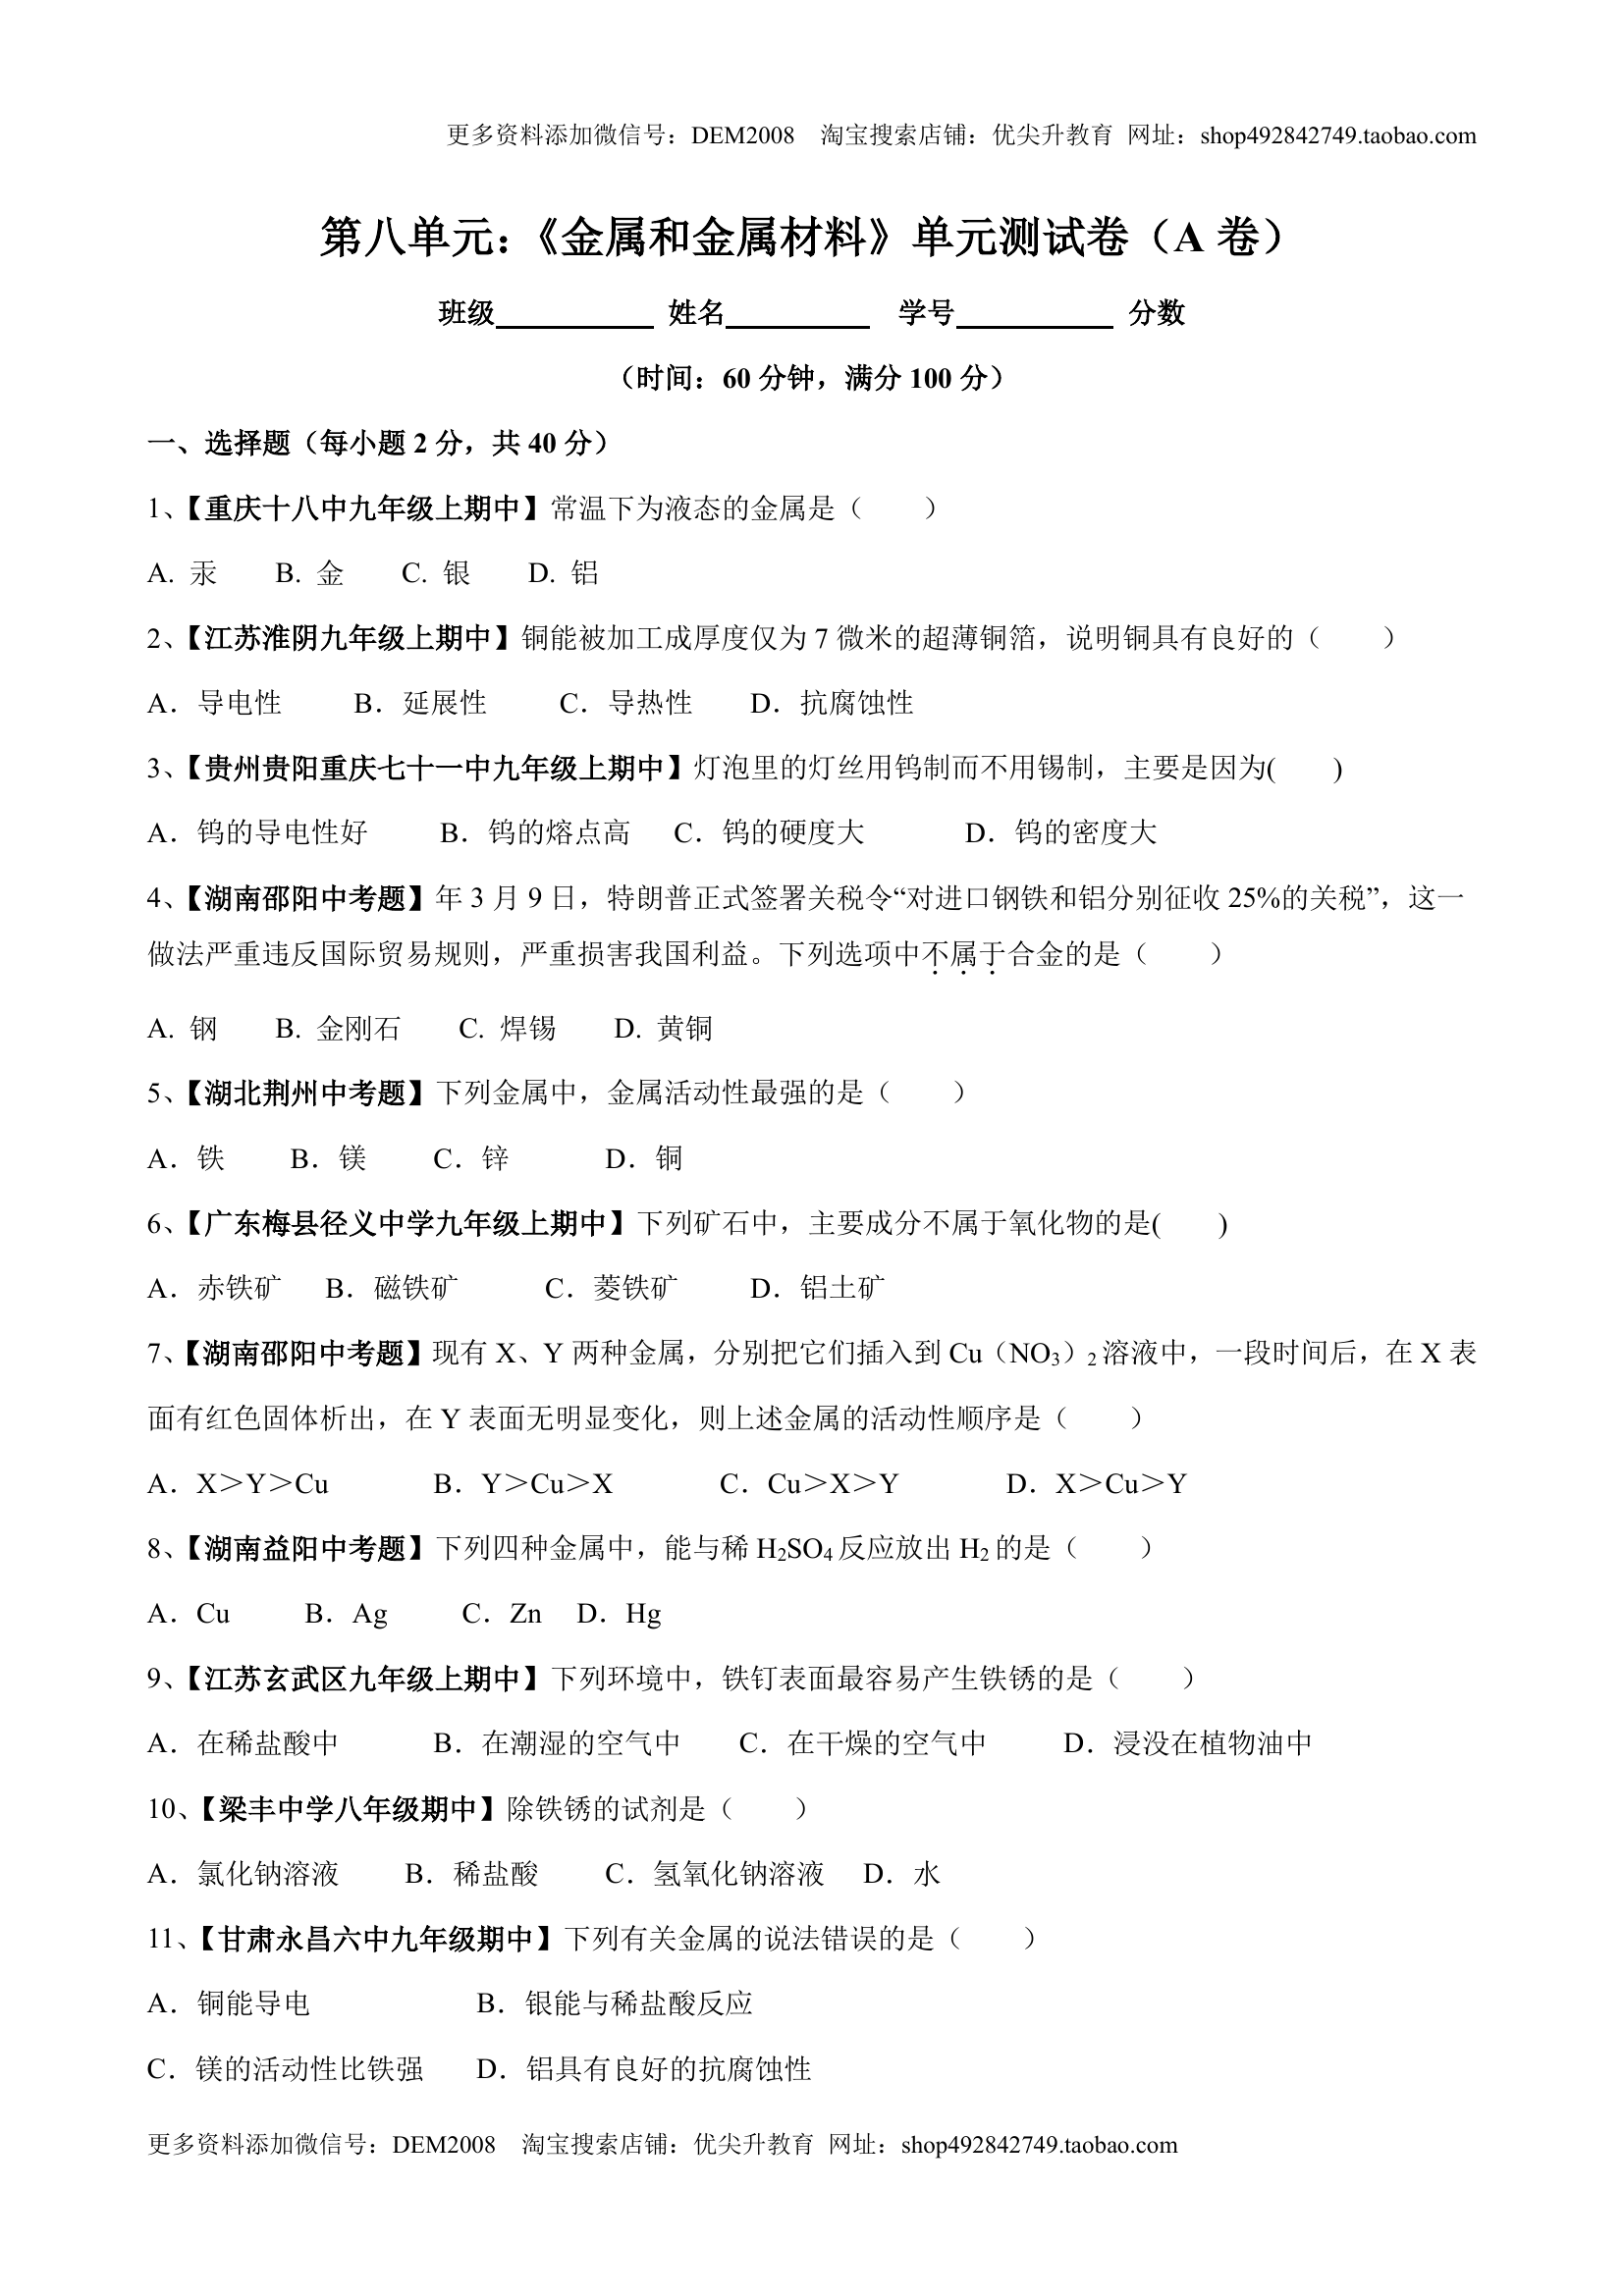 更多资料添加微信号：DEM2008 淘宝搜索店铺：优尖升教育 网址：shop492842749.taobao.com
第八单元：《金属和金属材料》单元测试卷（A 卷）
班级__________ 姓名__________ 学号__________ 分数
（时间：60 分钟，满分 100 分）
一、选择题（每小题 2 分，共 40 分）
1、【重庆十八中九年级上期中】常温下为液态的金属是（　　）
A. 汞 B. 金 C. 银 D. 铝
2、【江苏淮阴九年级上期中】铜能被加工成厚度仅为 7 微米的超薄铜箔，说明铜具有良好的（　　）
A．导电性 B．延展性 C．导热性 D．抗腐蚀性
3、【贵州贵阳重庆七十一中九年级上期中】灯泡里的灯丝用钨制而不用锡制，主要是因为(　　)
A．钨的导电性好 B．钨的熔点高 C．钨的硬度大 D．钨的密度大
4、【湖南邵阳中考题】年 3 月 9 日，特朗普正式签署关税令“对进口钢铁和铝分别征收 25%的关税”，这一
做法严重违反国际贸易规则，严重损害我国利益。下列选项中不属于合金的是（　　）
A. 钢 B. 金刚石 C. 焊锡 D. 黄铜
5、【湖北荆州中考题】下列金属中，金属活动性最强的是（　　）
A．铁 B．镁 C．锌 D．铜
6、【广东梅县径义中学九年级上期中】下列矿石中，主要成分不属于氧化物的是(　　)
A．赤铁矿 B．磁铁矿 C．菱铁矿 D．铝土矿
7、【湖南邵阳中考题】现有 X、Y 两种金属，分别把它们插入到 Cu（NO₃）₂溶液中，一段时间后，在 X 表
面有红色固体析出，在 Y 表面无明显变化，则上述金属的活动性顺序是（　　）
A．X＞Y＞Cu B．Y＞Cu＞X C．Cu＞X＞Y D．X＞Cu＞Y
8、【湖南益阳中考题】下列四种金属中，能与稀 H₂SO₄反应放出 H₂的是（　　）
A．Cu B．Ag C．Zn D．Hg
9、【江苏玄武区九年级上期中】下列环境中，铁钉表面最容易产生铁锈的是（　　）
A．在稀盐酸中 B．在潮湿的空气中 C．在干燥的空气中 D．浸没在植物油中
10、【梁丰中学八年级期中】除铁锈的试剂是（　　）
A．氯化钠溶液 B．稀盐酸 C．氢氧化钠溶液 D．水
11、【甘肃永昌六中九年级期中】下列有关金属的说法错误的是（　　）
A．铜能导电 B．银能与稀盐酸反应
C．镁的活动性比铁强 D．铝具有良好的抗腐蚀性
更多资料添加微信号：DEM2008 淘宝搜索店铺：优尖升教育 网址：shop492842749.taobao.com